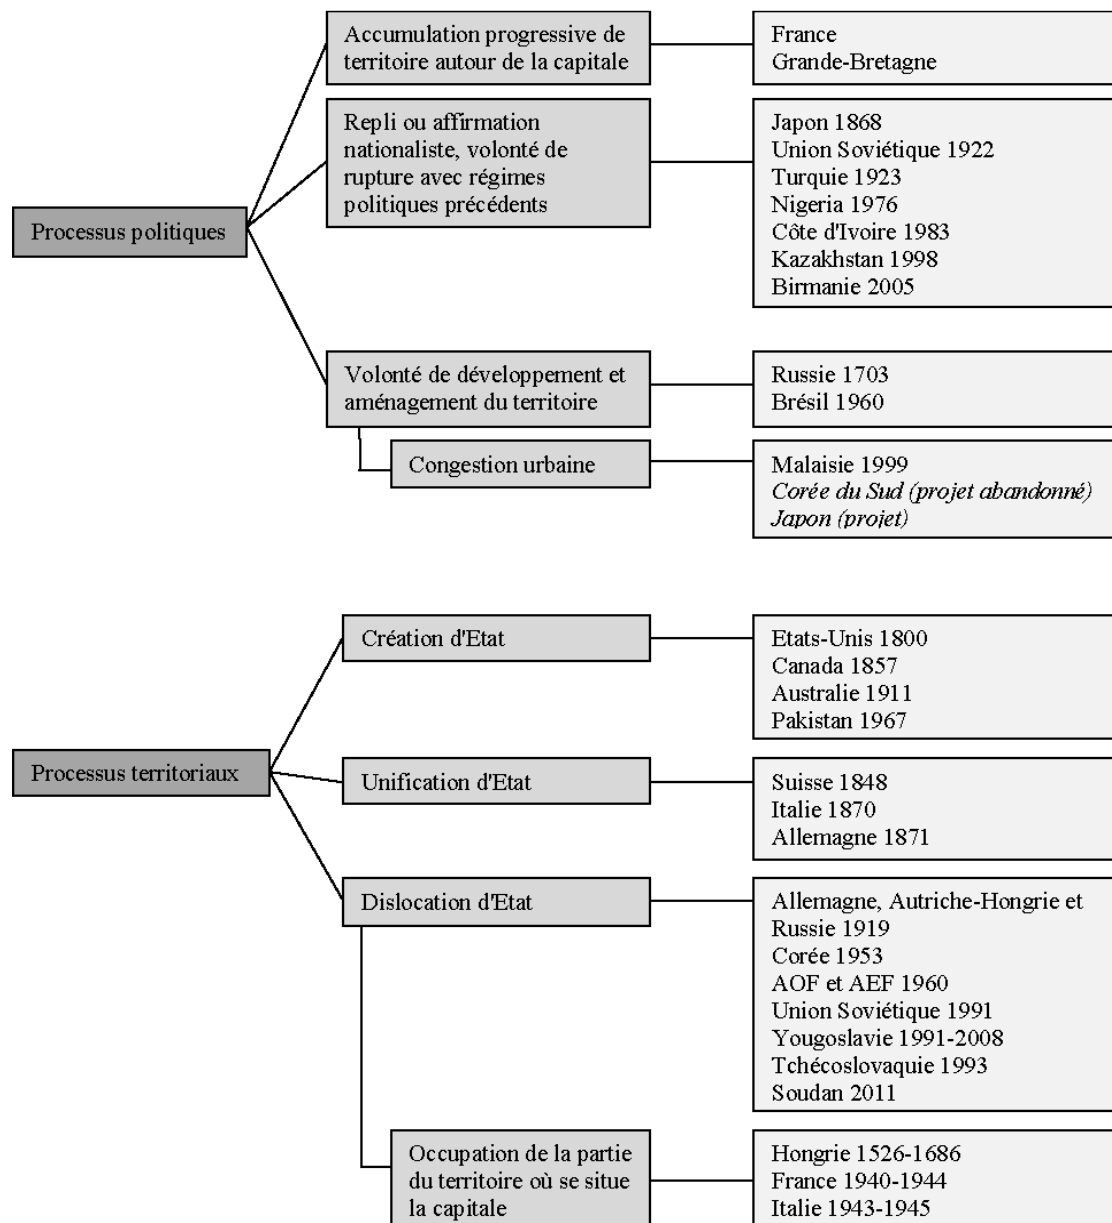 Accumulation progressive de
territoire autour de la capitale
France
Grande-Bretagne
Repli ou affirmation
nationaliste, volonté de
rupture avec régimes
politiques précédents
Japon 1868
Union Soviétique 1922
Turquie 1923
Nigeria 1976
Côte d'Ivoire 1983
Kazakhstan 1998
Birmanie 2005
Processus politiques
Volonté de développement et
aménagement du territoire
Russie 1703
Brésil 1960
Congestion urbaine
Malaisie 1999
Corée du Sud (projet abandonné)
Japon (projet)
Création d'Etat
Etats-Unis 1800
Canada 1857
Australie 1911
Pakistan 1967
Processus territoriaux
Unification d'Etat
Suisse 1848
Italie 1870
Allemagne 1871
Dislocation d'Etat
Allemagne, Autriche-Hongrie et
Russie 1919
Corée 1953
AOF et AEF 1960
Union Soviétique 1991
Yougoslavie 1991-2008
Tchécoslovaquie 1993
Soudan 2011
Occupation de la partie
du territoire où se situe
la capitale
Hongrie 1526-1686
France 1940-1944
Italie 1943-1945